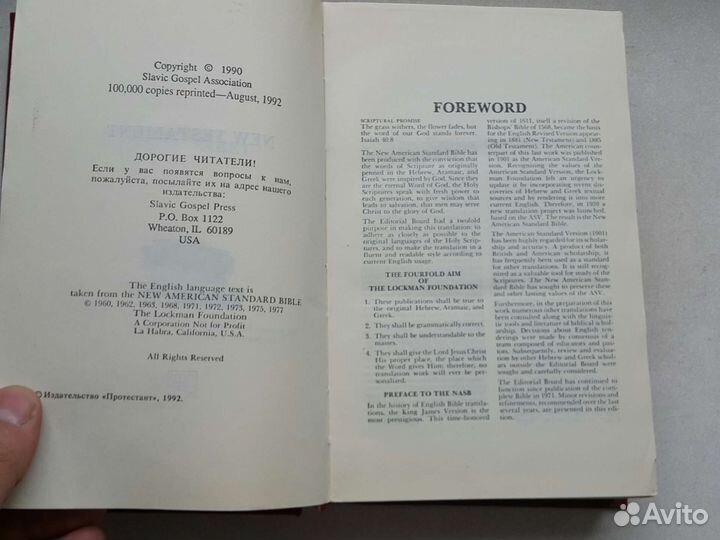 Copyright © 1990
Slavic Gospel Association
100,000 copies reprinted—August, 1992
NEW TESTAMENT
ДОРОГИЕ ЧИТАТЕЛИ!
Если у вас появятся вопросы к нам,
пожалуйста, посылайте их на адрес нашего
издательства:
Slavic Gospel Press
P.O. Box 1122
Wheaton, IL 60189
USA
The English language text is
taken from the NEW AMERICAN STANDARD BIBLE
© 1960, 1962, 1963, 1968, 1971, 1972, 1973, 1975, 1977
The Lockman Foundation
A Corporation Not for Profit
La Habra, California, U.S.A.
All Rights Reserved
© Издательство «Протестант», 1992.
FOREWORD
SCRIPTURAL PROMISE
The grass withers, the flower fades, but
the word of our God stands forever.
Isaiah 40:8
The New American Standard Bible has
been produced with the conviction that
the words of Scripture as originally
penned in the Hebrew, Aramaic, and
Greek were inspired by God. Since they
are the eternal Word of God, the Holy
Scriptures speak with fresh power to
each generation, to give wisdom that
leads to salvation, that men may serve
Christ to the glory of God.
The Editorial Board had a twofold
purpose in making this translation: to
adhere as closely as possible to the
original languages of the Holy Scrip-
tures, and to make the translation in a
fluent and readable style according to
current English usage.
THE FOURFOLD AIM
OF
THE LOCKMAN FOUNDATION
1. These publications shall be true to
the original Hebrew, Aramaic, and
Greek.
2. They shall be grammatically correct.
3. They shall be understandable to the
masses.
4. They shall give the Lord Jesus Christ
His proper place, the place which
the Word gives Him; therefore, no
translation work will ever be per-
sonalized.
PREFACE TO THE NASB
In the history of English Bible transla-
tions, the King James Version is the
most prestigious. This time-honored
version of 1611, itself a revision of the
Bishops' Bible of 1568, became the basis
for the English Revised Version appear-
ing in 1881 (New Testament) and 1885
(Old Testament). The American coun-
terpart of this last work was published in
1901 as the American Standard Ver-
sion. Recognizing the values of the
American Standard Version, the Lock-
man Foundation felt an urgency to
update it by incorporating recent disco-
veries of Hebrew and Greek textual
sources and by rendering it into more
current English. Therefore, in 1959 a
new translation project was launched,
based on the ASV. The result is the New
American Standard Bible.
The American Standard Version (1901)
has been highly regarded for its scholar-
ship and accuracy. A product of both
British and American scholarship, it
has frequently been used as a standard
for other translations. It is still recog-
nized as a valuable tool for study of the
Scriptures. The New American Stan-
dard Bible has sought to preserve these
and other lasting values of the ASV.
Furthermore, in the preparation of this
work numerous other translations have
been consulted along with the linguis-
tic tools and literature of biblical scholar-
ship. Decisions about English ren-
derings were made by consensus of a
team composed of educators and pas-
tors. Subsequently, review and evalua-
tion by other Hebrew and Greek schol-
ars outside the Editorial Board were
sought and carefully considered.
The Editorial Board has continued to
function since publication of the com-
plete Bible in 1971. Minor revisions and
refinements, recommended over the last
several years, are presented in this edi-
tion.
Avito